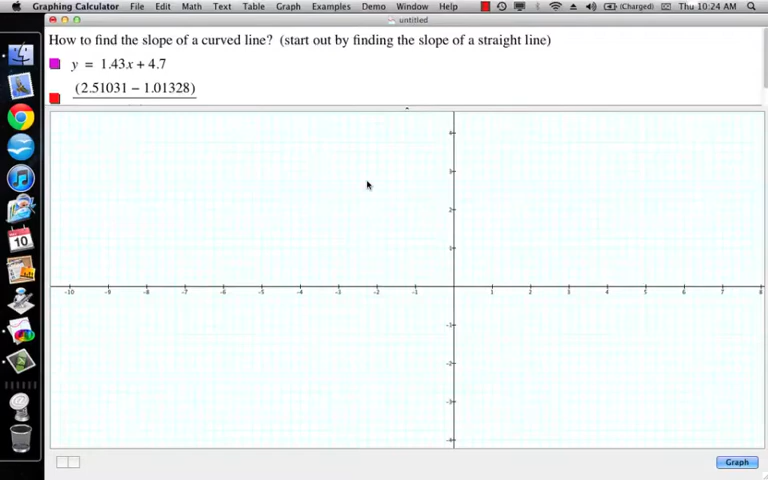 Graphing Calculator File Edit Math Text Table Graph Examples Demo Window Help (Charged) Thu 10:24 AM
untitled
How to find the slope of a curved line? (start out by finding the slope of a straight line)
y = 1.43x + 4.7
(2.51031 − 1.01328)
4
3
2
1
-10 -9 -8 -7 -6 -5 -4 -3 -2 -1 1 2 3 4 5 6 7 8
-1
-2
-3
-4
10
Graph